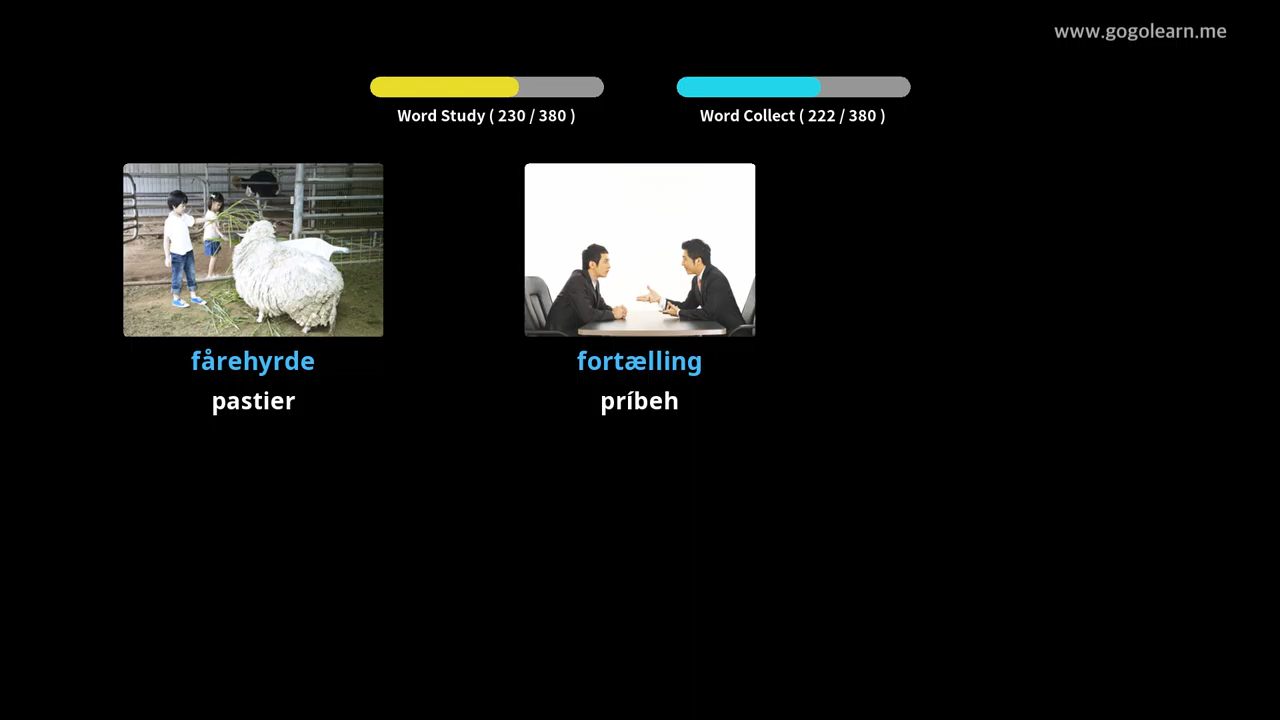 www.gogolearn.me
Word Study ( 230 / 380 )
Word Collect ( 222 / 380 )
fårehyrde
fortælling
pastier
príbeh